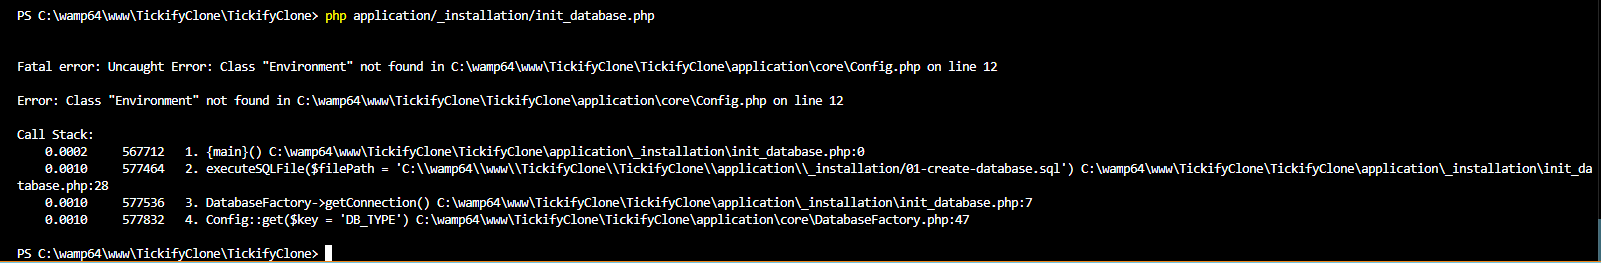 PS C:\wamp64\www\TickifyClone\TickifyClone> php application/_installation/init_database.php
Fatal error: Uncaught Error: Class "Environment" not found in C:\wamp64\www\TickifyClone\TickifyClone\application\core\Config.php on line 12
Error: Class "Environment" not found in C:\wamp64\www\TickifyClone\TickifyClone\application\core\Config.php on line 12
Call Stack:
0.0002 567712 1. {main}() C:\wamp64\www\TickifyClone\TickifyClone\application\_installation\init_database.php:0
0.0010 577464 2. executeSQLFile($filePath = 'C:\\wamp64\\www\\TickifyClone\\TickifyClone\\application\\_installation/01-create-database.sql') C:\wamp64\www\TickifyClone\TickifyClone\application\_installation\init_da
tabase.php:28
0.0010 577536 3. DatabaseFactory->getConnection() C:\wamp64\www\TickifyClone\TickifyClone\application\_installation\init_database.php:7
0.0010 577832 4. Config::get($key = 'DB_TYPE') C:\wamp64\www\TickifyClone\TickifyClone\application\core\DatabaseFactory.php:47
PS C:\wamp64\www\TickifyClone\TickifyClone>